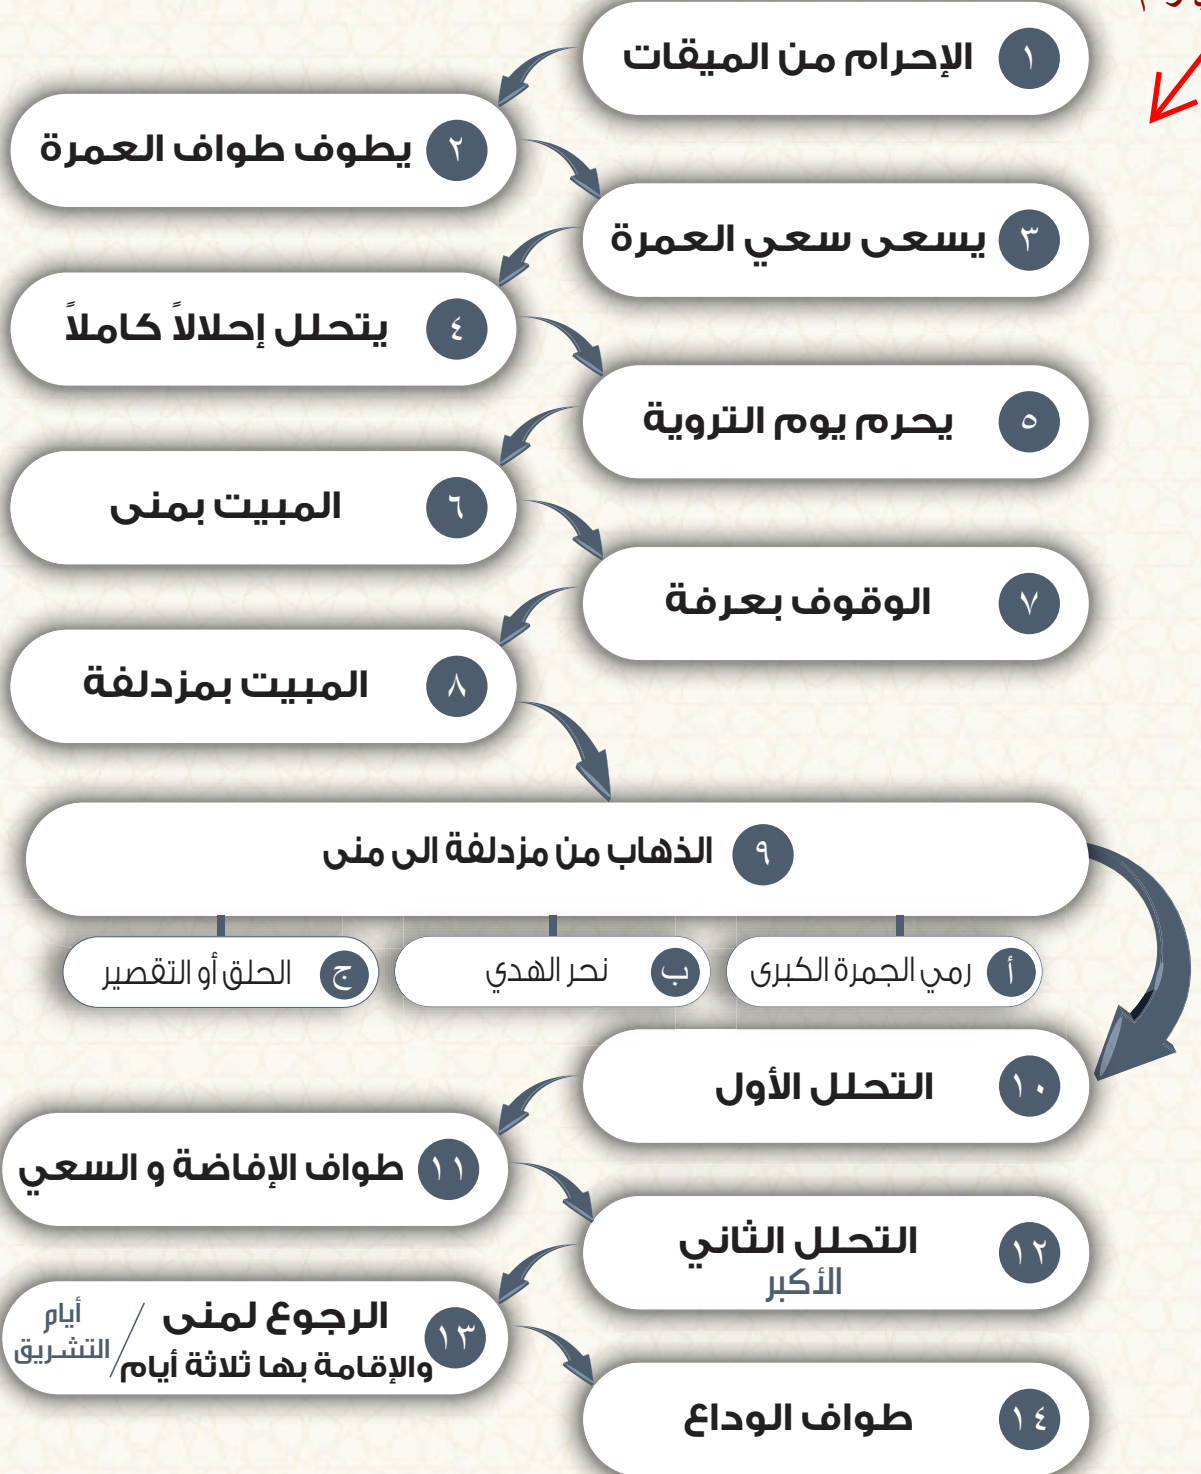 ١ الإحرام من الميقات
٢ يطوف طواف العمرة
٣ يسعى سعي العمرة
٤ يتحلل إحلالاً كاملاً
٥ يحرم يوم التروية
٦ المبيت بمنى
٧ الوقوف بعرفة
٨ المبيت بمزدلفة
٩ الذهاب من مزدلفة الى منى
أ رمي الجمرة الكبرى
ب نحر الهدي
ج الحلق أو التقصير
١٠ التحلل الأول
١١ طواف الإفاضة و السعي
١٢ التحلل الثاني
الأكبر
١٣ الرجوع لمنى
والإقامة بها ثلاثة أيام
/ أيام
التشريق
١٤ طواف الوداع